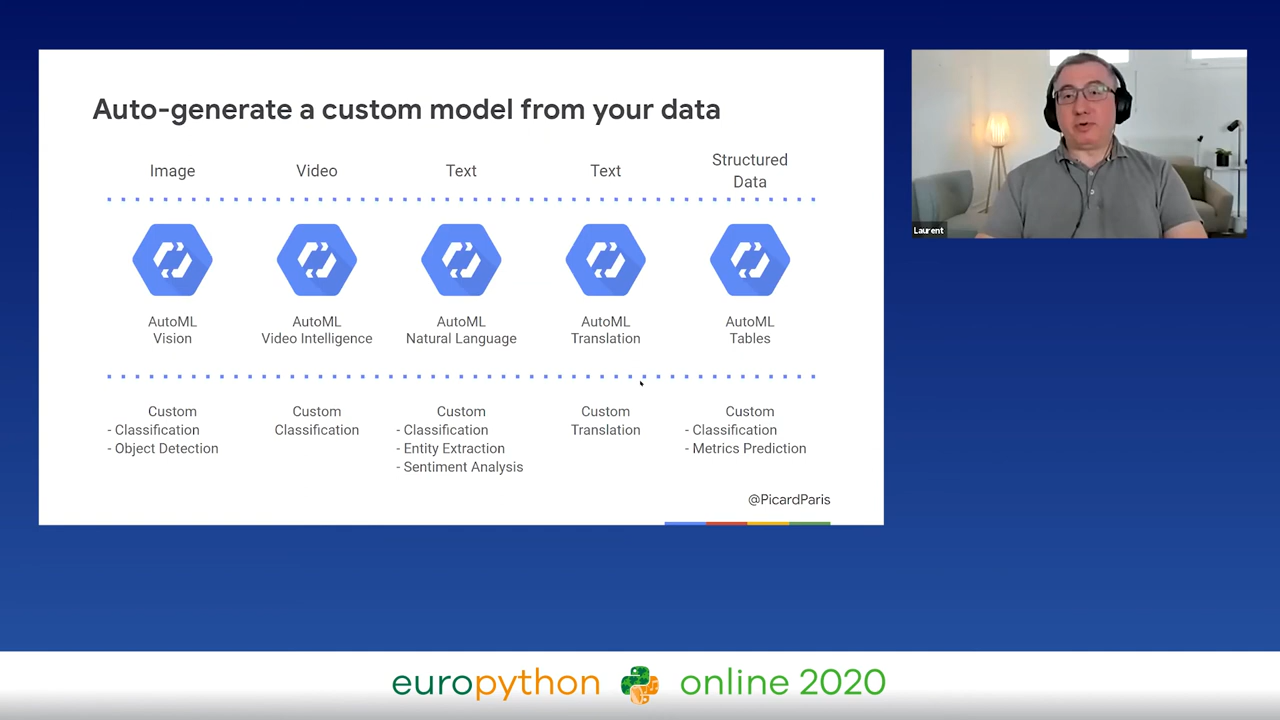 Auto-generate a custom model from your data
Image
Video
Text
Text
Structured
Data
AutoML
Vision
AutoML
Video Intelligence
AutoML
Natural Language
AutoML
Translation
AutoML
Tables
Custom
- Classification
- Object Detection
Custom
Classification
Custom
- Classification
- Entity Extraction
- Sentiment Analysis
Custom
Translation
Custom
- Classification
- Metrics Prediction
@PicardParis
Laurent
europython online 2020